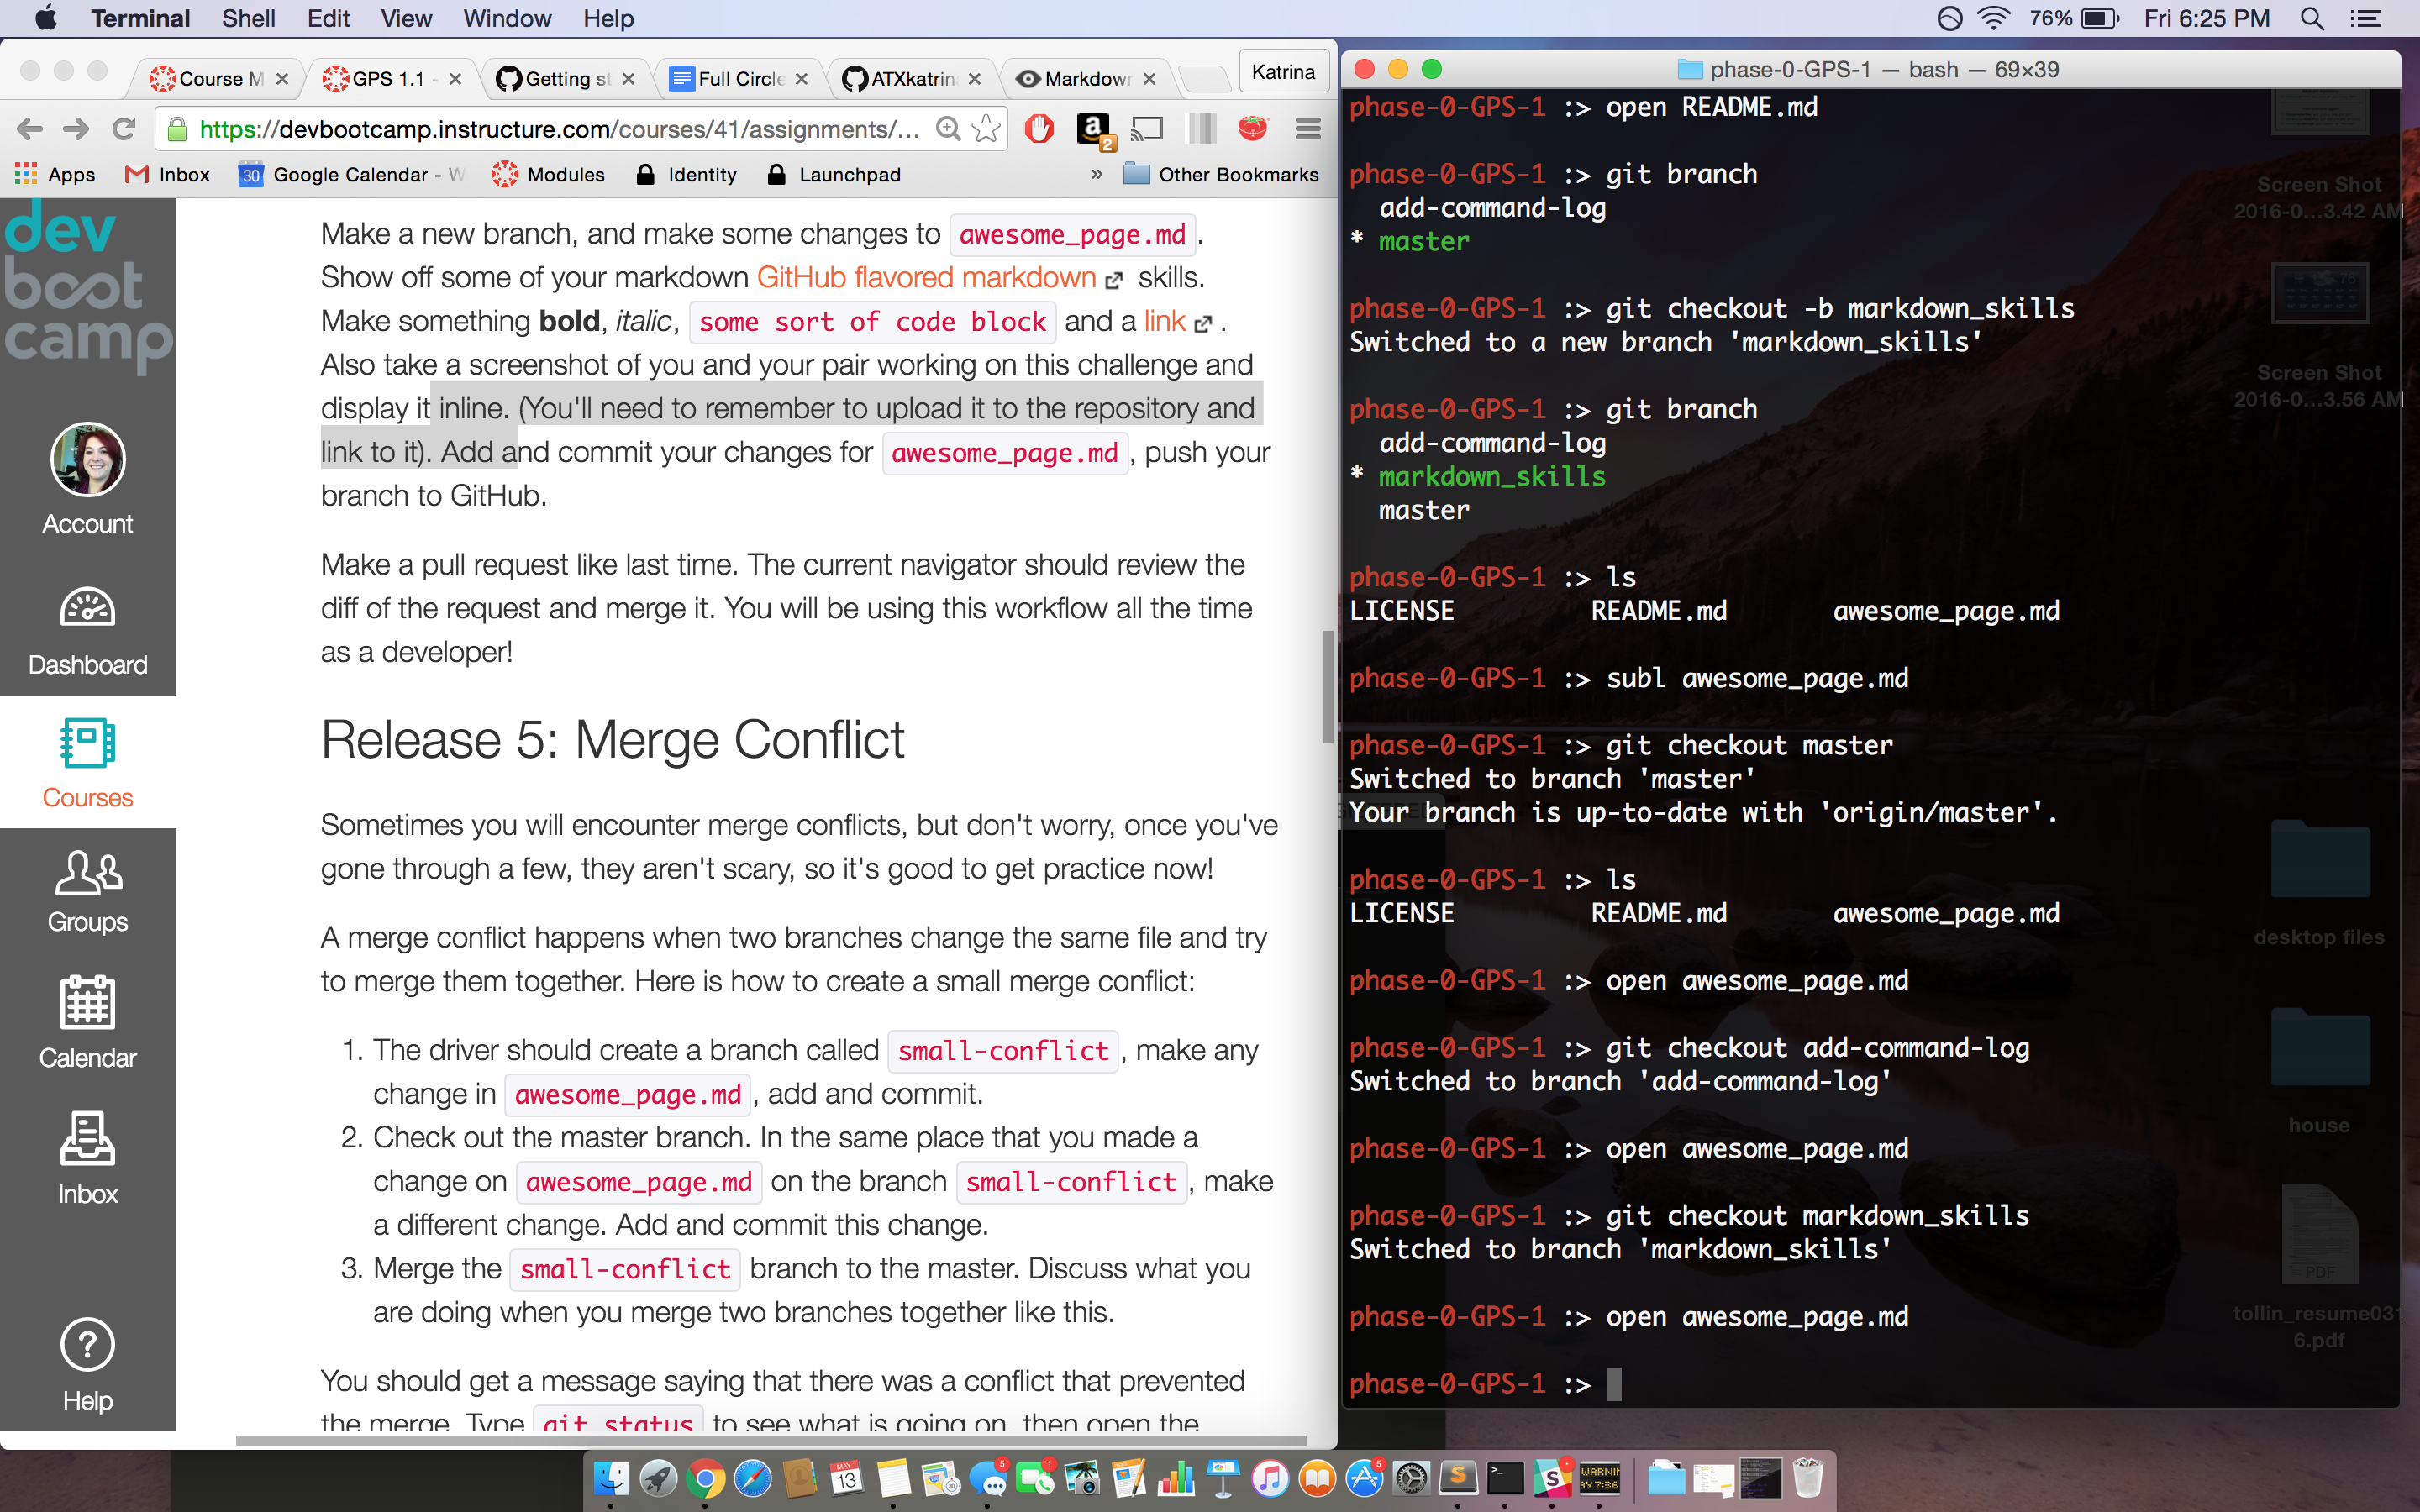 Terminal Shell Edit View Window Help 76% Fri 6:25 PM
Course M GPS 1.1 - Getting st Full Circle ATXkatrin Markdown Katrina
https://devbootcamp.instructure.com/courses/41/assignments/... 2
Apps Inbox 30 Google Calendar - W Modules Identity Launchpad » Other Bookmarks
dev
bootcamp
Account
Dashboard
Courses
Groups
Calendar
Inbox
Help
Make a new branch, and make some changes to awesome_page.md.
Show off some of your markdown GitHub flavored markdown skills.
Make something bold, italic, some sort of code block and a link.
Also take a screenshot of you and your pair working on this challenge and
display it inline. (You'll need to remember to upload it to the repository and
link to it). Add and commit your changes for awesome_page.md, push your
branch to GitHub.
Make a pull request like last time. The current navigator should review the
diff of the request and merge it. You will be using this workflow all the time
as a developer!
Release 5: Merge Conflict
Sometimes you will encounter merge conflicts, but don't worry, once you've
gone through a few, they aren't scary, so it's good to get practice now!
A merge conflict happens when two branches change the same file and try
to merge them together. Here is how to create a small merge conflict:
1. The driver should create a branch called small-conflict, make any
change in awesome_page.md, add and commit.
2. Check out the master branch. In the same place that you made a
change on awesome_page.md on the branch small-conflict, make
a different change. Add and commit this change.
3. Merge the small-conflict branch to the master. Discuss what you
are doing when you merge two branches together like this.
You should get a message saying that there was a conflict that prevented
the merge. Type git status to see what is going on, then open the
phase-0-GPS-1 — bash — 69×39
phase-0-GPS-1 :> open README.md
phase-0-GPS-1 :> git branch
add-command-log
* master
phase-0-GPS-1 :> git checkout -b markdown_skills
Switched to a new branch 'markdown_skills'
phase-0-GPS-1 :> git branch
add-command-log
* markdown_skills
master
phase-0-GPS-1 :> ls
LICENSE README.md awesome_page.md
phase-0-GPS-1 :> subl awesome_page.md
phase-0-GPS-1 :> git checkout master
Switched to branch 'master'
Your branch is up-to-date with 'origin/master'.
phase-0-GPS-1 :> ls
LICENSE README.md awesome_page.md
phase-0-GPS-1 :> open awesome_page.md
phase-0-GPS-1 :> git checkout add-command-log
Switched to branch 'add-command-log'
phase-0-GPS-1 :> open awesome_page.md
phase-0-GPS-1 :> git checkout markdown_skills
Switched to branch 'markdown_skills'
phase-0-GPS-1 :> open awesome_page.md
phase-0-GPS-1 :>
Screen Shot
2016-0...3.42 AM
Screen Shot
2016-0...3.56 AM
desktop files
house
PDF
tollin_resume031
6.pdf
MAY
13
5
1
5